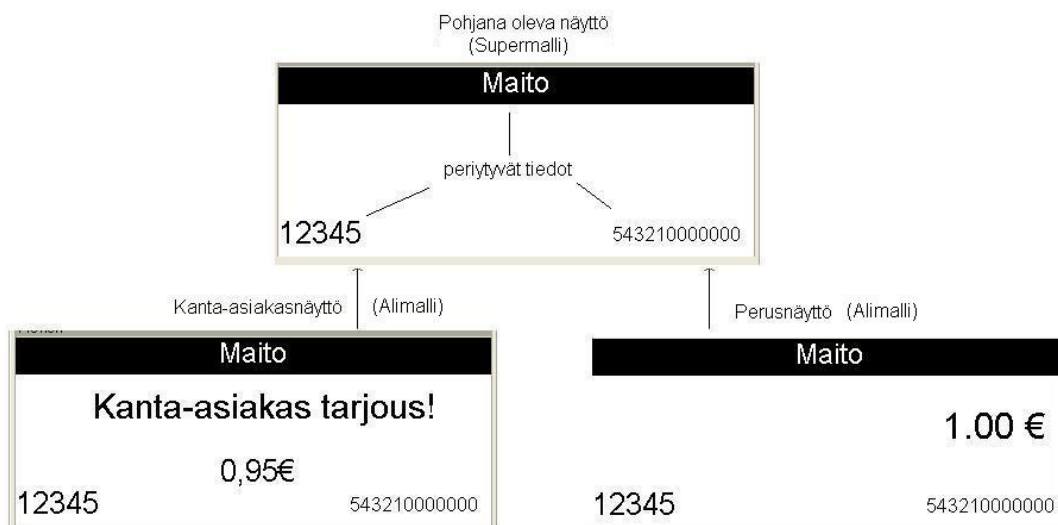 Pohjana oleva näyttö
(Supermalli)
Maito
periytyvät tiedot
12345
543210000000
Kanta-asiakasnäyttö
(Alimalli)
Perusnäyttö (Alimalli)
Maito
Kanta-asiakas tarjous!
0,95€
12345
543210000000
Maito
1.00 €
12345
543210000000